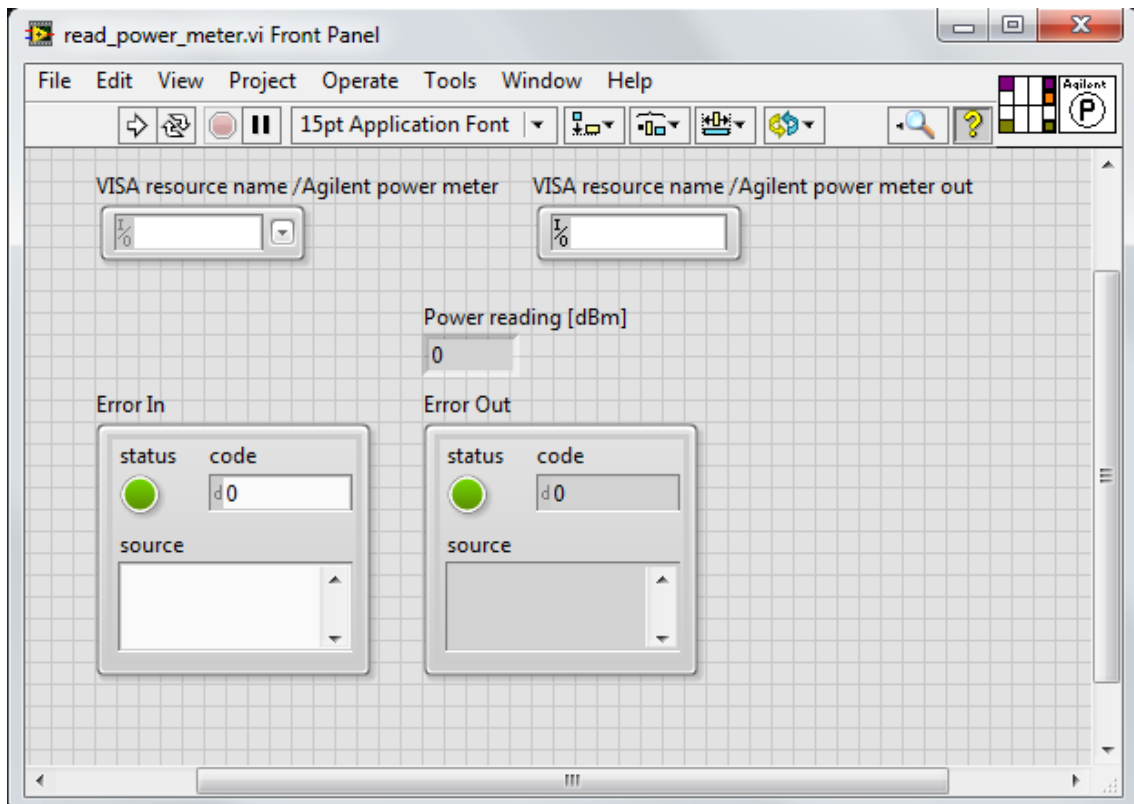 read_power_meter.vi Front Panel
File Edit View Project Operate Tools Window Help
15pt Application Font
Agilent
P
VISA resource name /Agilent power meter
VISA resource name /Agilent power meter out
I/O
I/O
Power reading [dBm]
0
Error In
Error Out
status code
status code
d 0
d 0
source
source